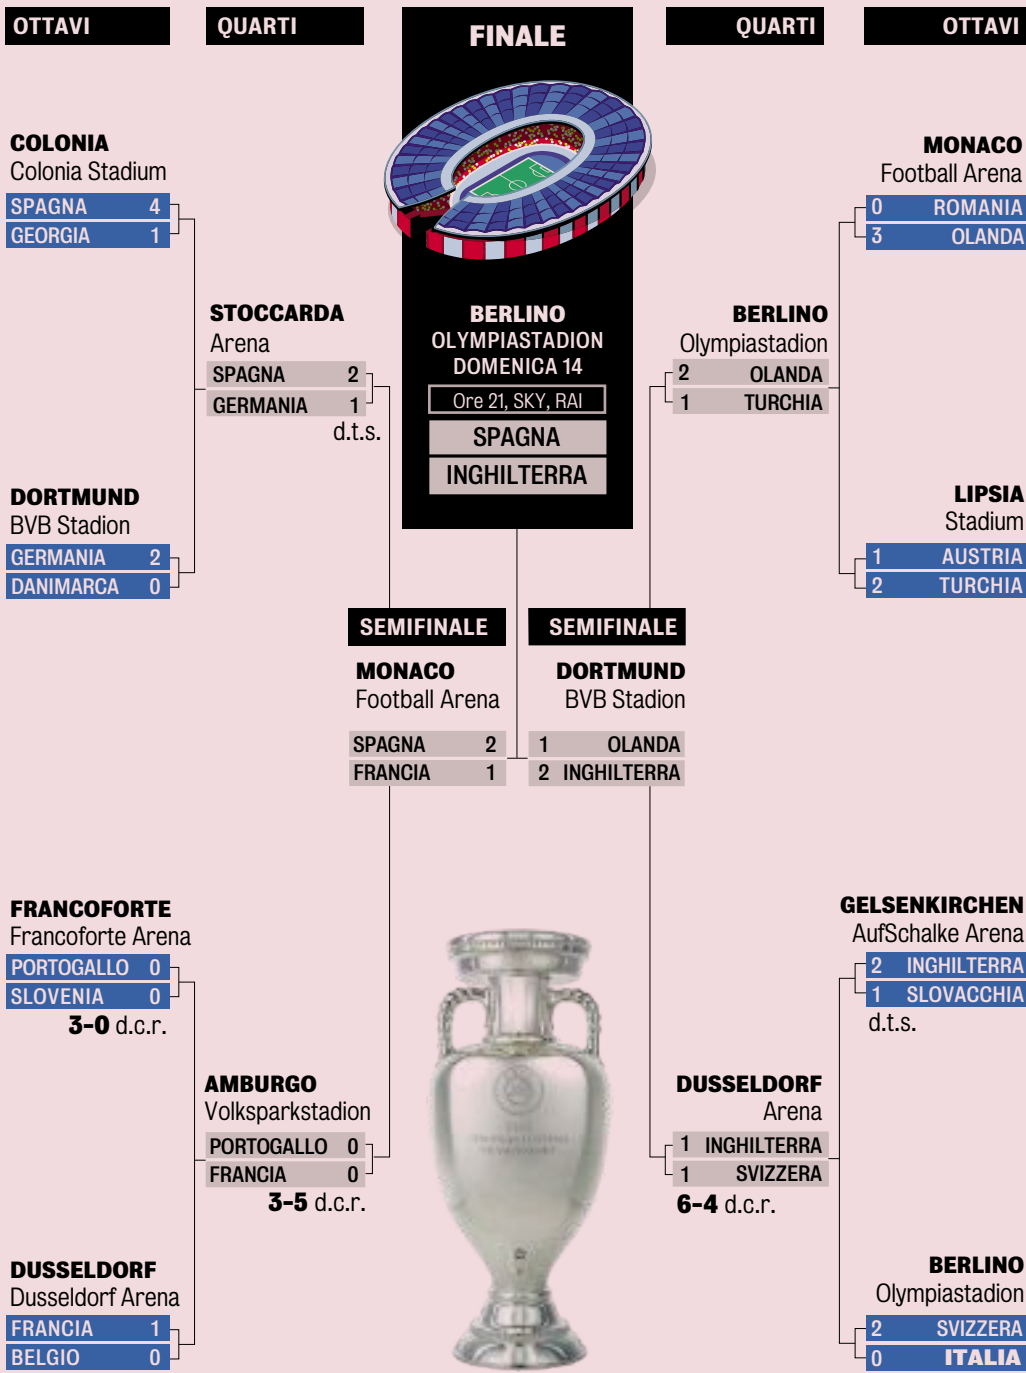 OTTAVI
QUARTI
FINALE
QUARTI
OTTAVI
COLONIA
Colonia Stadium
SPAGNA 4
GEORGIA 1
STOCCARDA
Arena
SPAGNA 2
GERMANIA 1
d.t.s.
DORTMUND
BVB Stadion
GERMANIA 2
DANIMARCA 0
BERLINO
OLYMPIASTADION
DOMENICA 14
Ore 21, SKY, RAI
SPAGNA
INGHILTERRA
MONACO
Football Arena
0 ROMANIA
3 OLANDA
BERLINO
Olympiastadion
2 OLANDA
1 TURCHIA
LIPSIA
Stadium
1 AUSTRIA
2 TURCHIA
SEMIFINALE
MONACO
Football Arena
SPAGNA 2
FRANCIA 1
SEMIFINALE
DORTMUND
BVB Stadion
1 OLANDA
2 INGHILTERRA
FRANCOFORTE
Francoforte Arena
PORTOGALLO 0
SLOVENIA 0
3-0 d.c.r.
AMBURGO
Volksparkstadion
PORTOGALLO 0
FRANCIA 0
3-5 d.c.r.
DUSSELDORF
Dusseldorf Arena
FRANCIA 1
BELGIO 0
GELSENKIRCHEN
AufSchalke Arena
2 INGHILTERRA
1 SLOVACCHIA
d.t.s.
DUSSELDORF
Arena
1 INGHILTERRA
1 SVIZZERA
6-4 d.c.r.
BERLINO
Olympiastadion
2 SVIZZERA
0 ITALIA